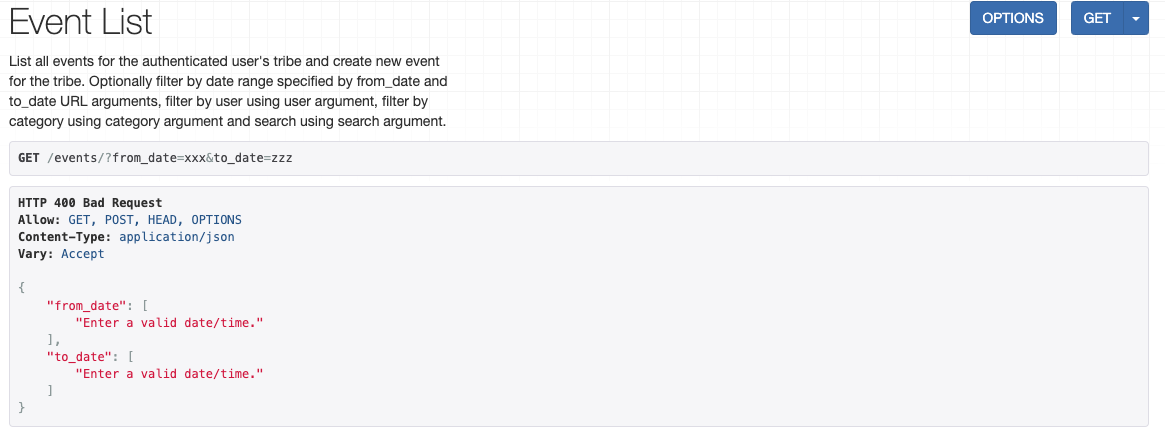 Event List
OPTIONS
GET
List all events for the authenticated user's tribe and create new event
for the tribe. Optionally filter by date range specified by from_date and
to_date URL arguments, filter by user using user argument, filter by
category using category argument and search using search argument.
GET /events/?from_date=xxx&to_date=zzz
HTTP 400 Bad Request
Allow: GET, POST, HEAD, OPTIONS
Content-Type: application/json
Vary: Accept
{
    "from_date": [
        "Enter a valid date/time."
    ],
    "to_date": [
        "Enter a valid date/time."
    ]
}